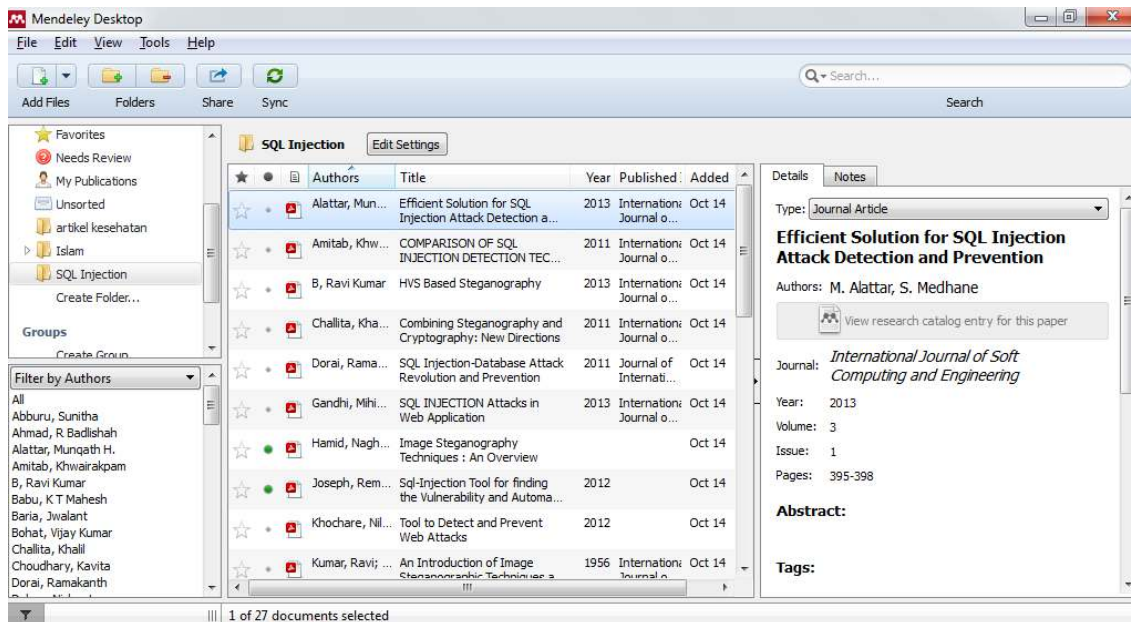 Mendeley Desktop
File Edit View Tools Help
Search...
Add Files Folders Share Sync Search
Favorites
Needs Review
My Publications
Unsorted
artikel kesehatan
Islam
SQL Injection
Create Folder...
Groups
Create Group
Filter by Authors
All
Abburu, Sunitha
Ahmad, R Badlishah
Alattar, Munqath H.
Amitab, Khwairakpam
B, Ravi Kumar
Babu, K T Mahesh
Baria, Jwalant
Bohat, Vijay Kumar
Challita, Khalil
Choudhary, Kavita
Dorai, Ramakanth
SQL Injection Edit Settings
Authors Title Year Published Added
Alattar, Mun... Efficient Solution for SQL 2013 Internationa Oct 14
Injection Attack Detection a... Journal o...
Amitab, Khw... COMPARISON OF SQL 2011 Internationa Oct 14
INJECTION DETECTION TEC... Journal o...
B, Ravi Kumar HVS Based Steganography 2013 Internationa Oct 14
Journal o...
Challita, Kha... Combining Steganography and 2011 Internationa Oct 14
Cryptography: New Directions Journal o...
Dorai, Rama... SQL Injection-Database Attack 2011 Journal of Oct 14
Revolution and Prevention Internati...
Gandhi, Mihi... SQL INJECTION Attacks in 2013 Internationa Oct 14
Web Application Journal o...
Hamid, Nagh... Image Steganography Oct 14
Techniques : An Overview
Joseph, Rem... Sql-Injection Tool for finding 2012 Oct 14
the Vulnerability and Automa...
Khochare, Nil... Tool to Detect and Prevent 2012 Oct 14
Web Attacks
Kumar, Ravi; ... An Introduction of Image 1956 Internationa Oct 14
Steganographic Techniques a Journal o
Details Notes
Type: Journal Article
Efficient Solution for SQL Injection
Attack Detection and Prevention
Authors: M. Alattar, S. Medhane
View research catalog entry for this paper
Journal: International Journal of Soft
Computing and Engineering
Year: 2013
Volume: 3
Issue: 1
Pages: 395-398
Abstract:
Tags:
1 of 27 documents selected